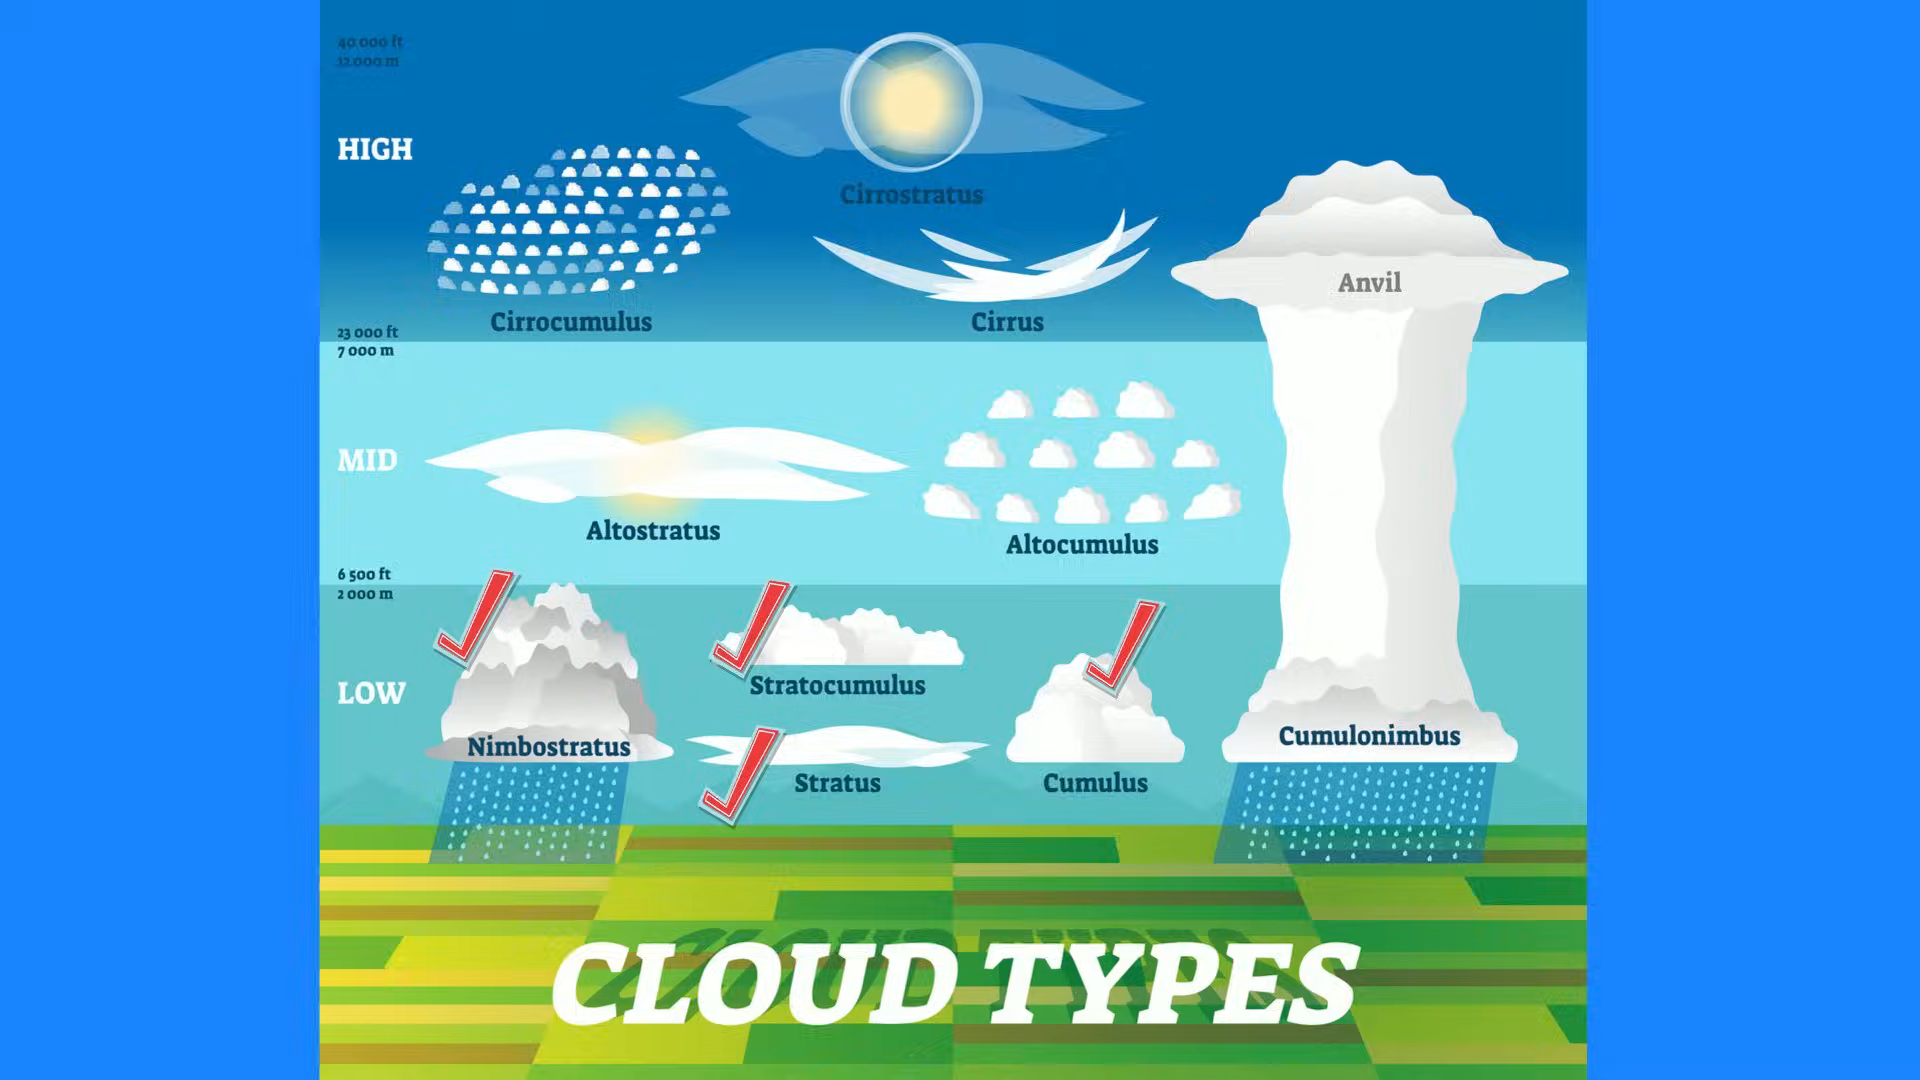 40 000 ft
12 000 m
HIGH
Cirrostratus
Anvil
Cirrocumulus
Cirrus
23 000 ft
7 000 m
MID
Altostratus
Altocumulus
6 500 ft
2 000 m
LOW
Stratocumulus
Nimbostratus
Cumulonimbus
Stratus
Cumulus
CLOUD TYPES